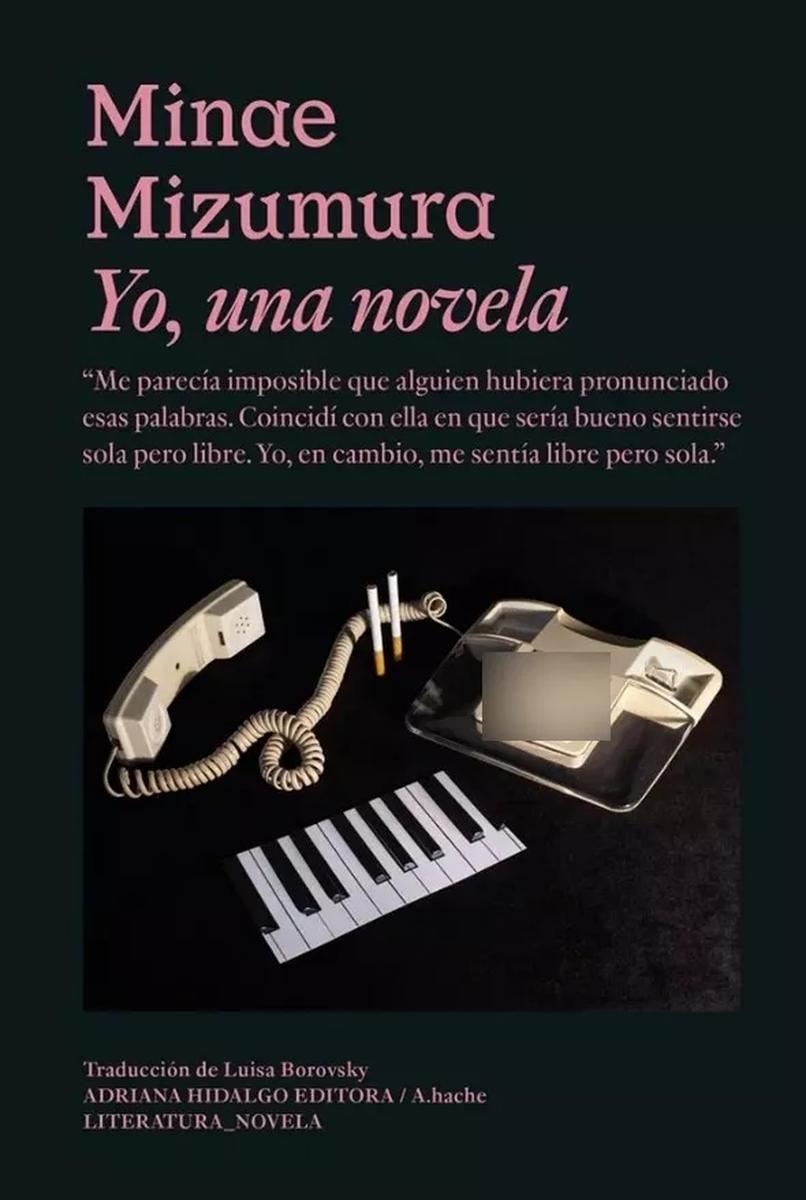 Minae
Mizumura
Yo, una novela
“Me parecía imposible que alguien hubiera pronunciado
esas palabras. Coincidí con ella en que sería bueno sentirse
sola pero libre. Yo, en cambio, me sentía libre pero sola.”
Traducción de Luisa Borovsky
ADRIANA HIDALGO EDITORA / A.hache
LITERATURA_NOVELA